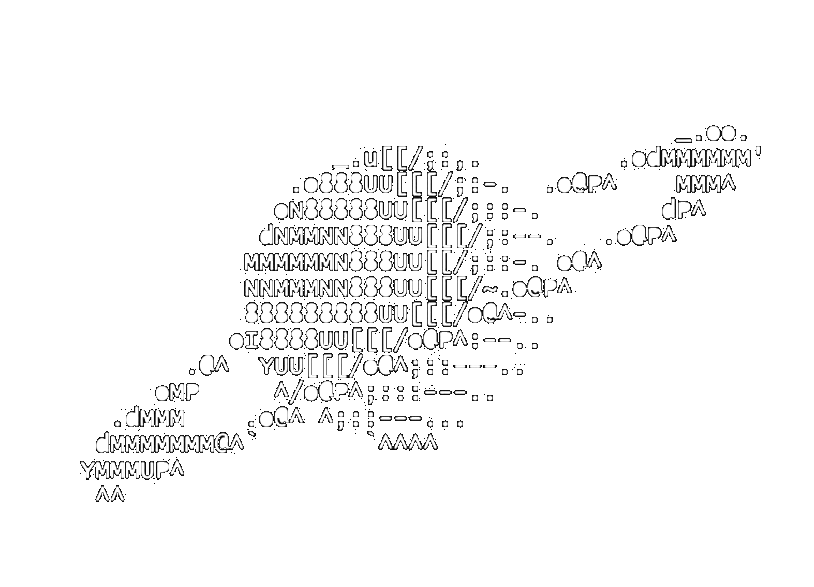 _.oo.
_.u[[/;:,. .odMMMMMM'
.o888UU[[[/;:-. .oQPA MMMA
oN88888UU[[[/;::-. dPA
dNMMNN888UU[[[/;:--. .oQPA
MMMMMMN888UU[[/;::-. oQA
NNMMMNN888UU[[[/~.oQPA
888888888UU[[[/oQA-..
oI8888UU[[[/oQPA:--..
.QA YUU[[[/oQA;::---..
oMP A/oQPA;:::---..
.dMMM .oQA A;::---...
dMMMMMMM@A` `AAAA
YMMMUPA
AA